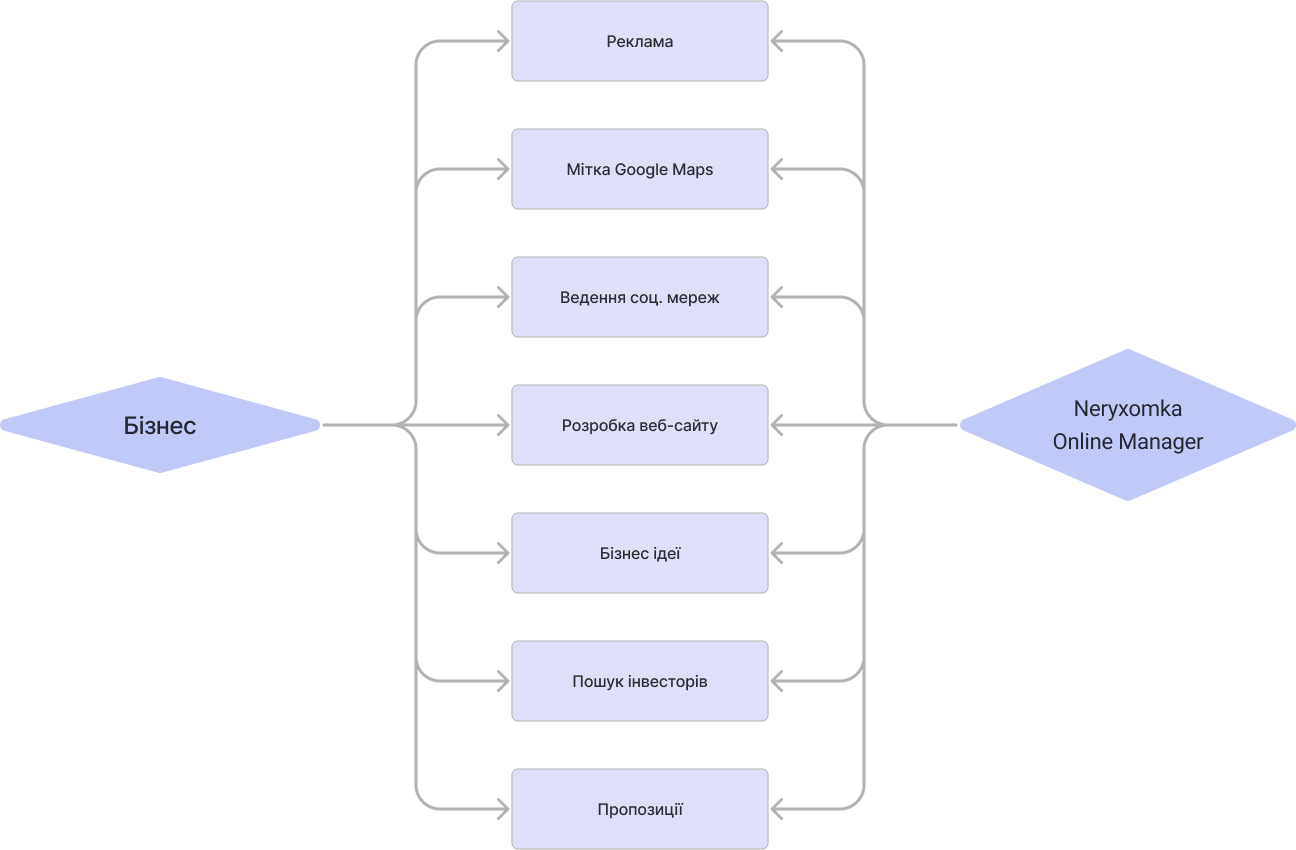 Реклама
Мітка Google Maps
Ведення соц. мереж
Бізнес
Розробка веб-сайту
Neryxomka
Online Manager
Бізнес ідеї
Пошук інвесторів
Пропозиції